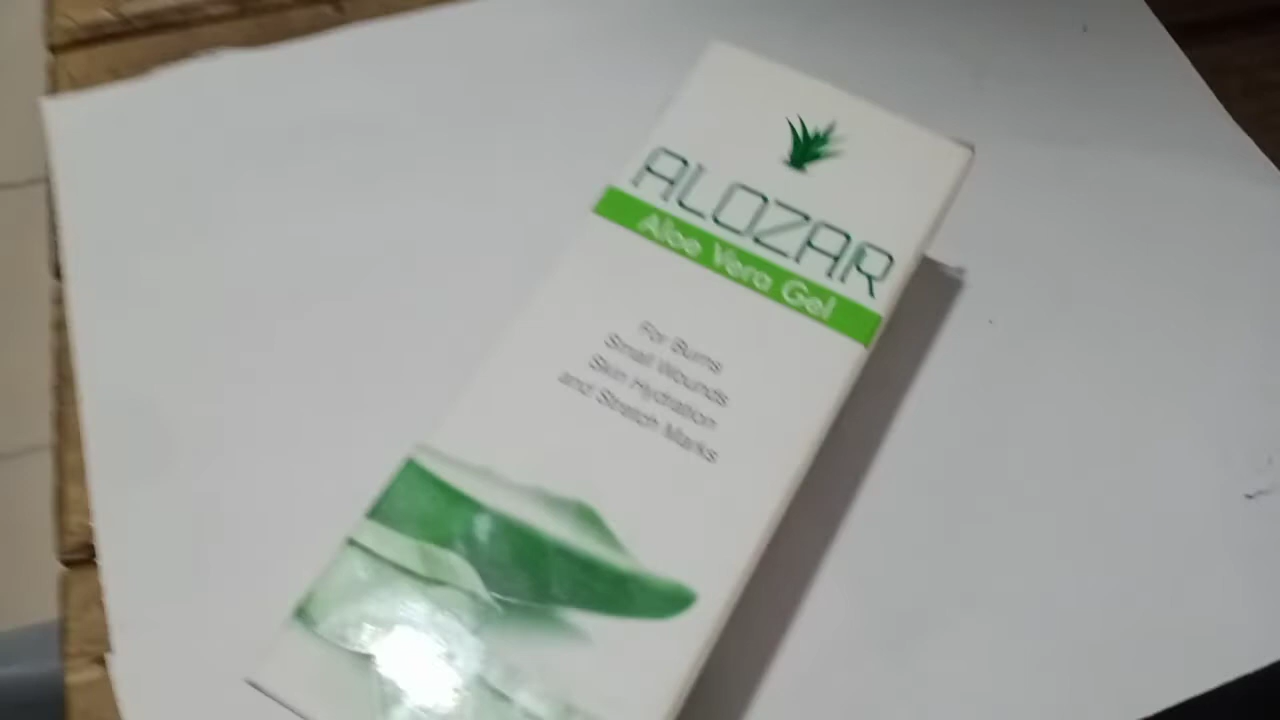 ALOZAR
Aloe Vera Gel
For Burns
Small Wounds
Skin Hydration
and Stretch Marks